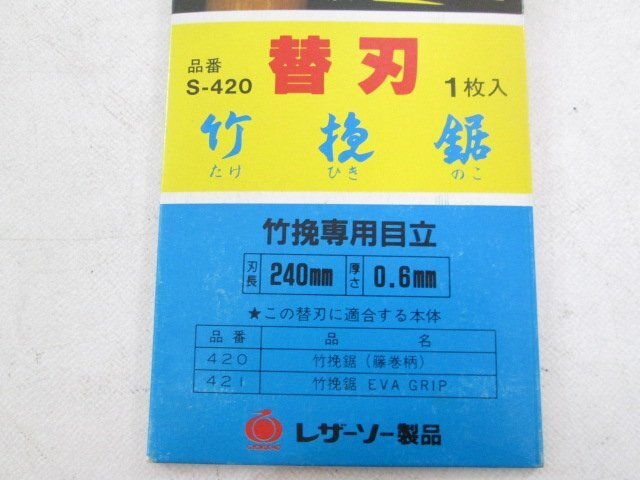 品番
S-420
替刃
1枚入
竹挽鋸
たけ ひき のこ
竹挽専用目立
刃長 240mm 厚さ 0.6mm
★この替刃に適合する本体
品番 品名
420 竹挽鋸(籐巻柄)
421 竹挽鋸 EVA GRIP
レザーソー製品